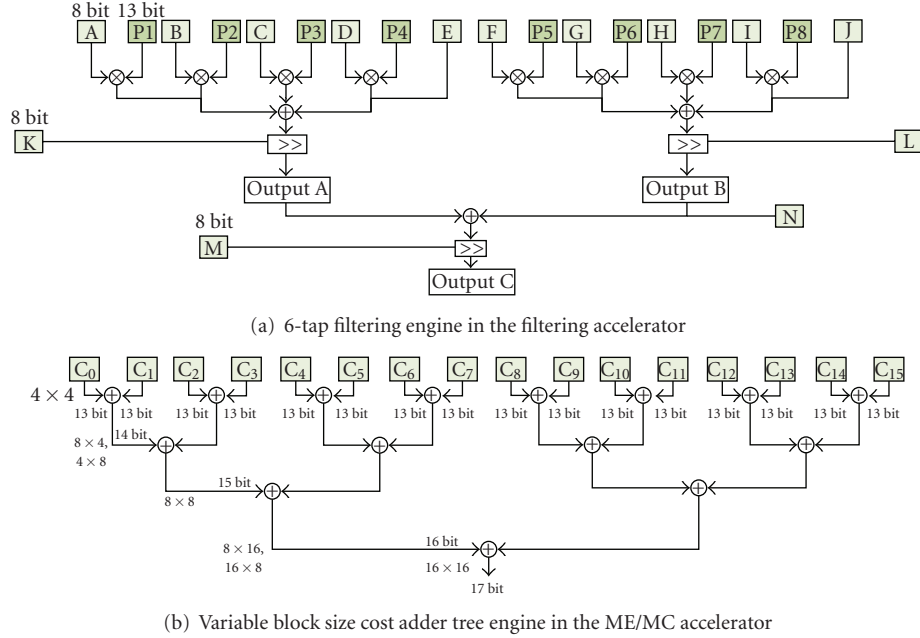 8 bit 13 bit
A P1 B P2 C P3 D P4 E F P5 G P6 H P7 I P8 J
8 bit
K >> >> L
Output A Output B
8 bit
N
M >>
Output C
(a) 6-tap filtering engine in the filtering accelerator
C0 C1 C2 C3 C4 C5 C6 C7 C8 C9 C10 C11 C12 C13 C14 C15
4 × 4
13 bit 13 bit 13 bit 13 bit 13 bit 13 bit 13 bit 13 bit 13 bit 13 bit 13 bit 13 bit 13 bit 13 bit 13 bit 13 bit
14 bit
8 × 4,
4 × 8
15 bit
8 × 8
16 bit
8 × 16,
16 × 8
16 × 16
17 bit
(b) Variable block size cost adder tree engine in the ME/MC accelerator